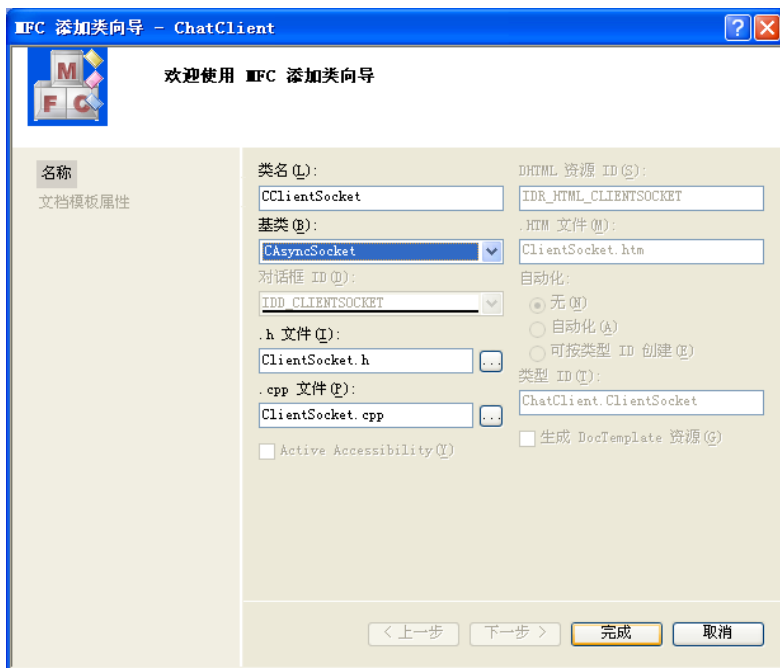 MFC 添加类向导 - ChatClient
MFC
欢迎使用 MFC 添加类向导
名称
文档模板属性
类名(L):
CClientSocket
基类(B):
CAsyncSocket
对话框 ID(D):
IDD_CLIENTSOCKET
.h 文件(I):
ClientSocket.h
...
.cpp 文件(P):
ClientSocket.cpp
...
Active Accessibility(Y)
DHTML 资源 ID(S):
IDR_HTML_CLIENTSOCKET
.HTM 文件(M):
ClientSocket.htm
自动化:
无(N)
自动化(A)
可按类型 ID 创建(E)
类型 ID(T):
ChatClient.ClientSocket
生成 DocTemplate 资源(G)
< 上一步
下一步 >
完成
取消